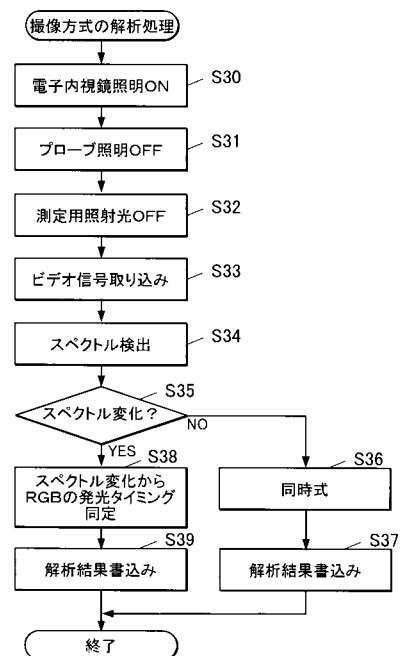 撮像方式の解析処理
電子内視鏡照明ON
S30
プローブ照明OFF
S31
測定用照射光OFF
S32
ビデオ信号取り込み
S33
スペクトル検出
S34
スペクトル変化？
S35
NO
YES
S38
スペクトル変化から
RGBの発光タイミング
同定
S36
同時式
S39
解析結果書込み
S37
解析結果書込み
終了